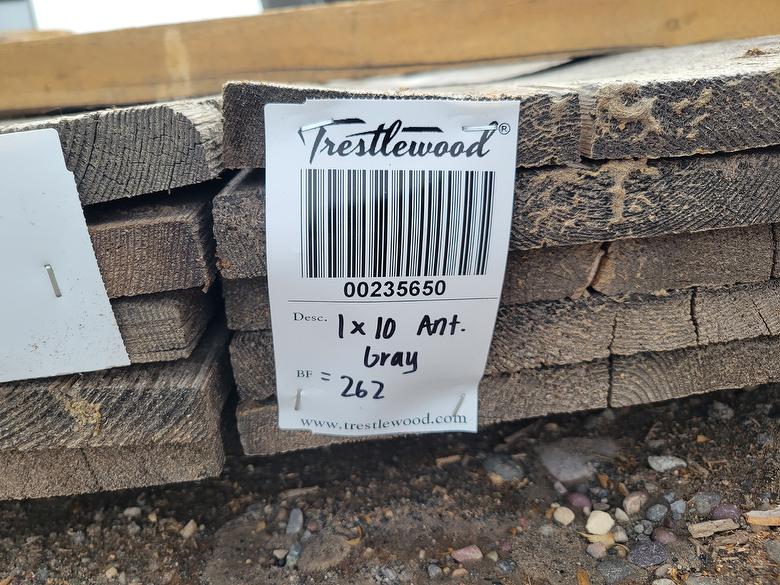 Trestlewood®
00235650
Desc. 1x10 Ant.
Gray
BF = 262
www.trestlewood.com